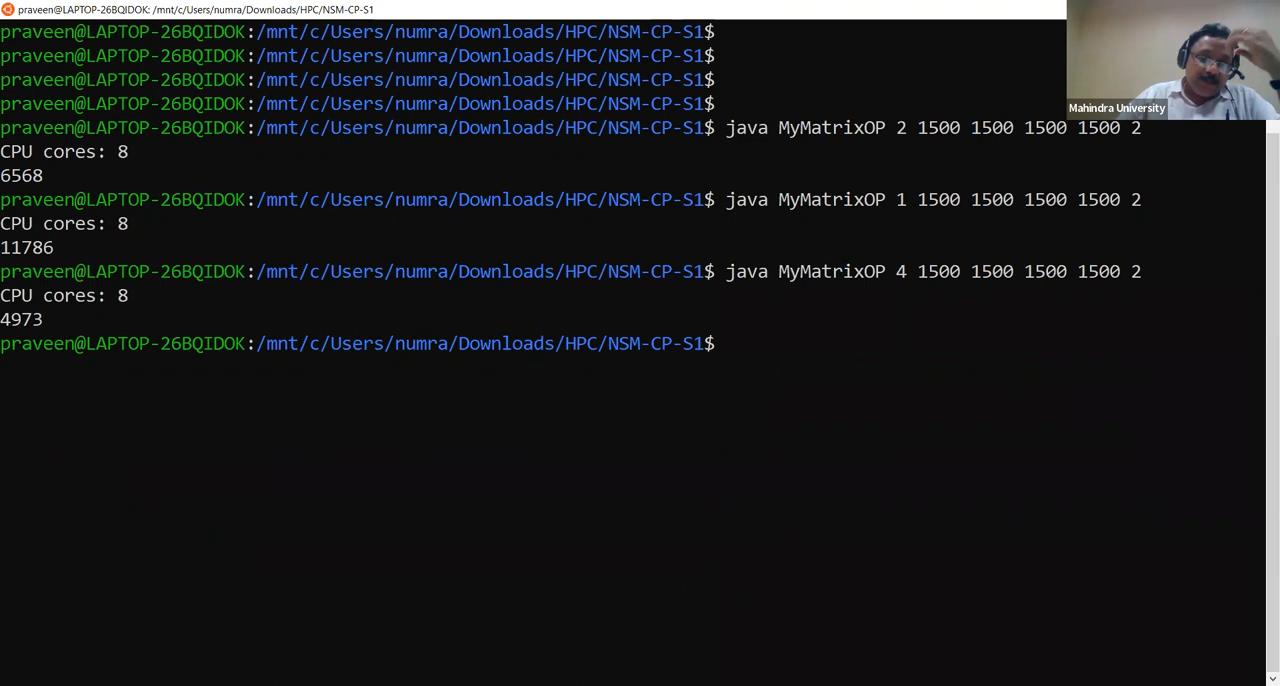 praveen@LAPTOP-26BQIDOK: /mnt/c/Users/numra/Downloads/HPC/NSM-CP-S1
praveen@LAPTOP-26BQIDOK:/mnt/c/Users/numra/Downloads/HPC/NSM-CP-S1$
praveen@LAPTOP-26BQIDOK:/mnt/c/Users/numra/Downloads/HPC/NSM-CP-S1$
praveen@LAPTOP-26BQIDOK:/mnt/c/Users/numra/Downloads/HPC/NSM-CP-S1$
praveen@LAPTOP-26BQIDOK:/mnt/c/Users/numra/Downloads/HPC/NSM-CP-S1$
Mahindra University
praveen@LAPTOP-26BQIDOK:/mnt/c/Users/numra/Downloads/HPC/NSM-CP-S1$ java MyMatrixOP 2 1500 1500 1500 1500 2
CPU cores: 8
6568
praveen@LAPTOP-26BQIDOK:/mnt/c/Users/numra/Downloads/HPC/NSM-CP-S1$ java MyMatrixOP 1 1500 1500 1500 1500 2
CPU cores: 8
11786
praveen@LAPTOP-26BQIDOK:/mnt/c/Users/numra/Downloads/HPC/NSM-CP-S1$ java MyMatrixOP 4 1500 1500 1500 1500 2
CPU cores: 8
4973
praveen@LAPTOP-26BQIDOK:/mnt/c/Users/numra/Downloads/HPC/NSM-CP-S1$